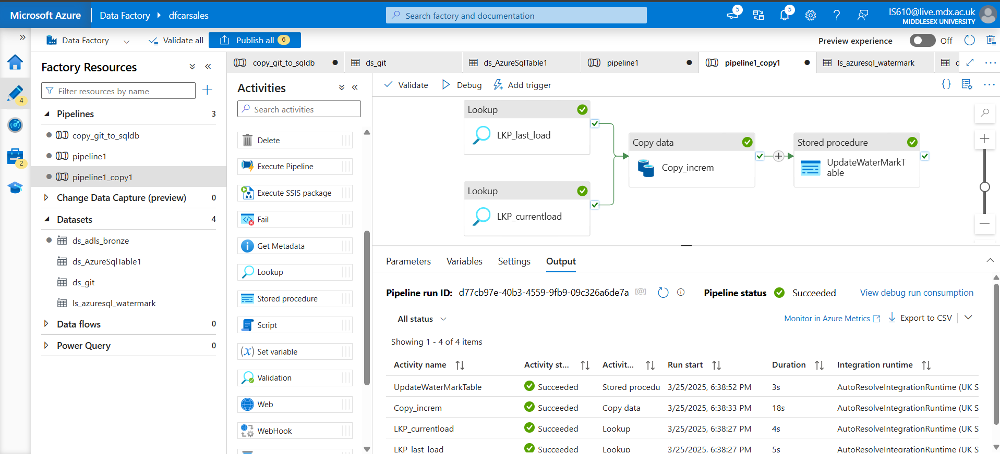 Microsoft Azure
Data Factory
dfcarsales
Search factory and documentation
5
5
IS610@live.mdx.ac.uk
MIDDLESEX UNIVERSITY
Data Factory
Validate all
Publish all 6
Preview experience
Off
4
2
Factory Resources
Filter resources by name
Pipelines 3
copy_git_to_sqldb
pipeline1
pipeline1_copy1
Change Data Capture (preview) 0
Datasets 4
ds_adls_bronze
ds_AzureSqlTable1
ds_git
ls_azuresql_watermark
Data flows 0
Power Query 0
copy_git_to_sqldb
ds_git
ds_AzureSqlTable1
pipeline1
pipeline1_copy1
ls_azuresql_watermark
d
Activities
Search activities
Delete
Execute Pipeline
Execute SSIS package
Fail
Get Metadata
Lookup
Stored procedure
Script
(x) Set variable
Validation
Web
WebHook
Validate
Debug
Add trigger
{}
Lookup
LKP_last_load
Lookup
LKP_currentload
Copy data
Copy_increm
Stored procedure
UpdateWaterMarkT
able
Parameters
Variables
Settings
Output
Pipeline run ID: d77cb97e-40b3-4559-9fb9-09c326a6de7a [@]
Pipeline status Succeeded
View debug run consumption
All status
Monitor in Azure Metrics
Export to CSV
Showing 1 - 4 of 4 items
Activity name Activity st... Activit... Run start Duration Integration runtime
UpdateWaterMarkTable Succeeded Stored procedu 3/25/2025, 6:38:52 PM 3s AutoResolveIntegrationRuntime (UK S
Copy_increm Succeeded Copy data 3/25/2025, 6:38:33 PM 18s AutoResolveIntegrationRuntime (UK S
LKP_currentload Succeeded Lookup 3/25/2025, 6:38:27 PM 4s AutoResolveIntegrationRuntime (UK S
LKP_last_load Succeeded Lookup 3/25/2025, 6:38:27 PM 5s AutoResolveIntegrationRuntime (UK S